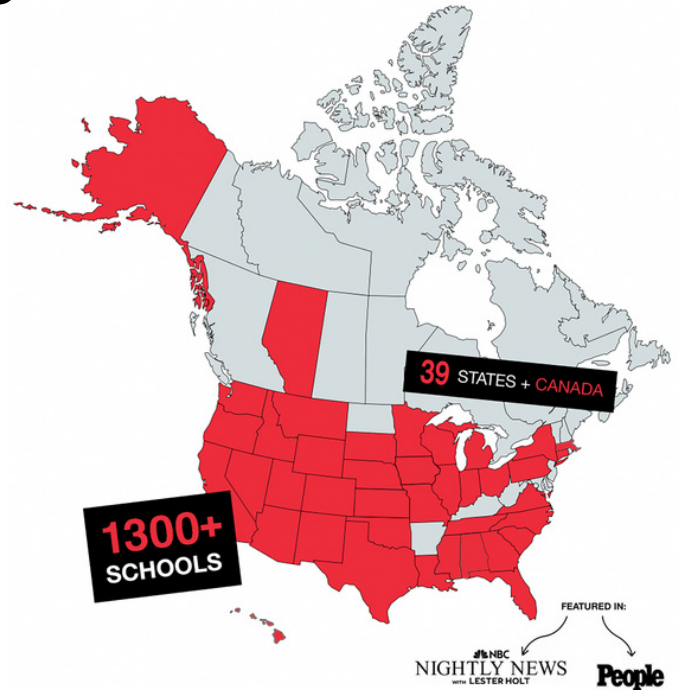 39 STATES + CANADA
1300+
SCHOOLS
FEATURED IN:
NBC
NIGHTLY NEWS
WITH LESTER HOLT
People